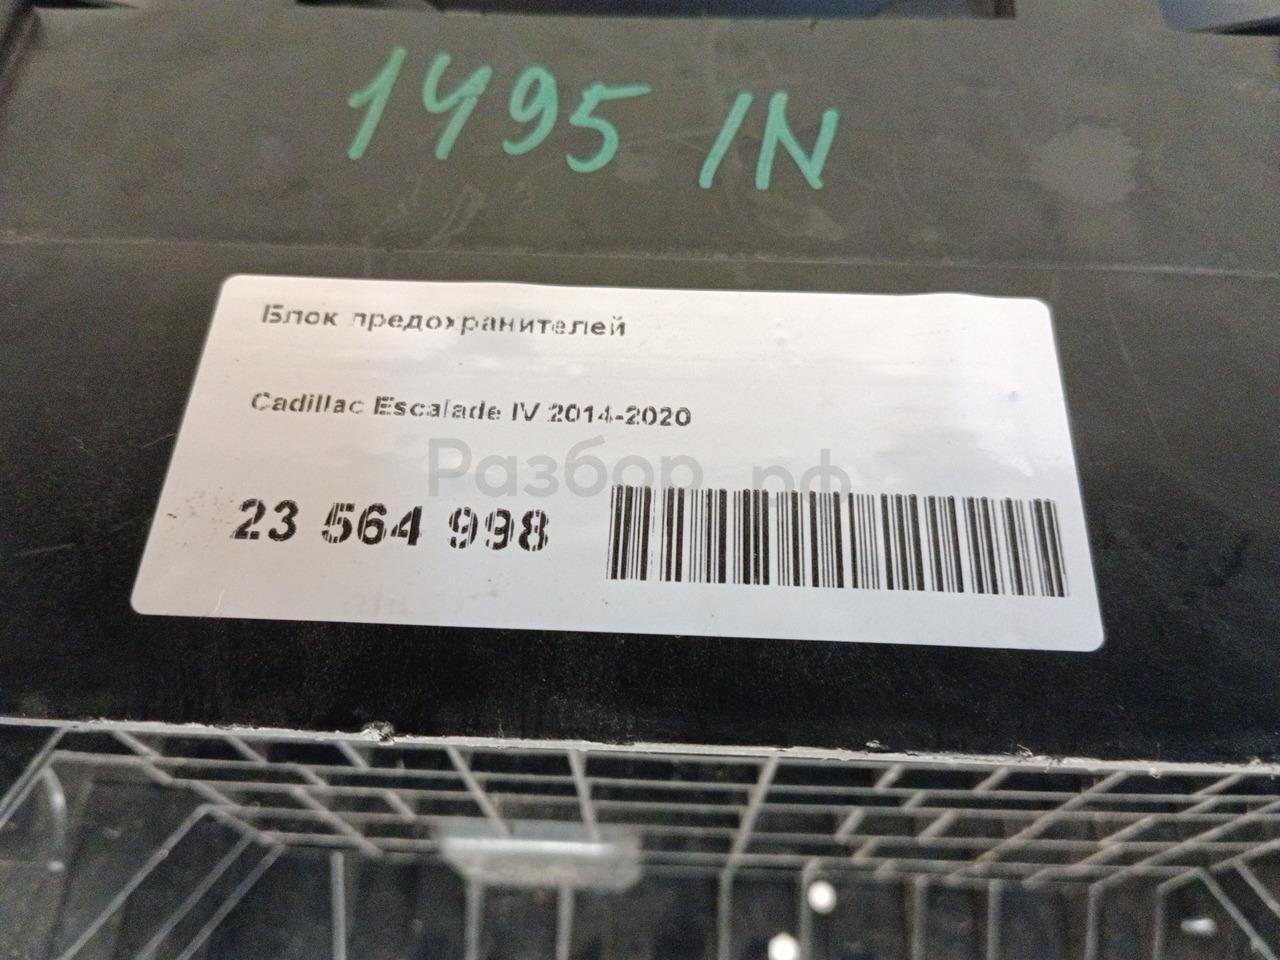 1495 IN
Блок предохранителей
Cadillac Escalade IV 2014-2020
Разбор.рф
23 564 998